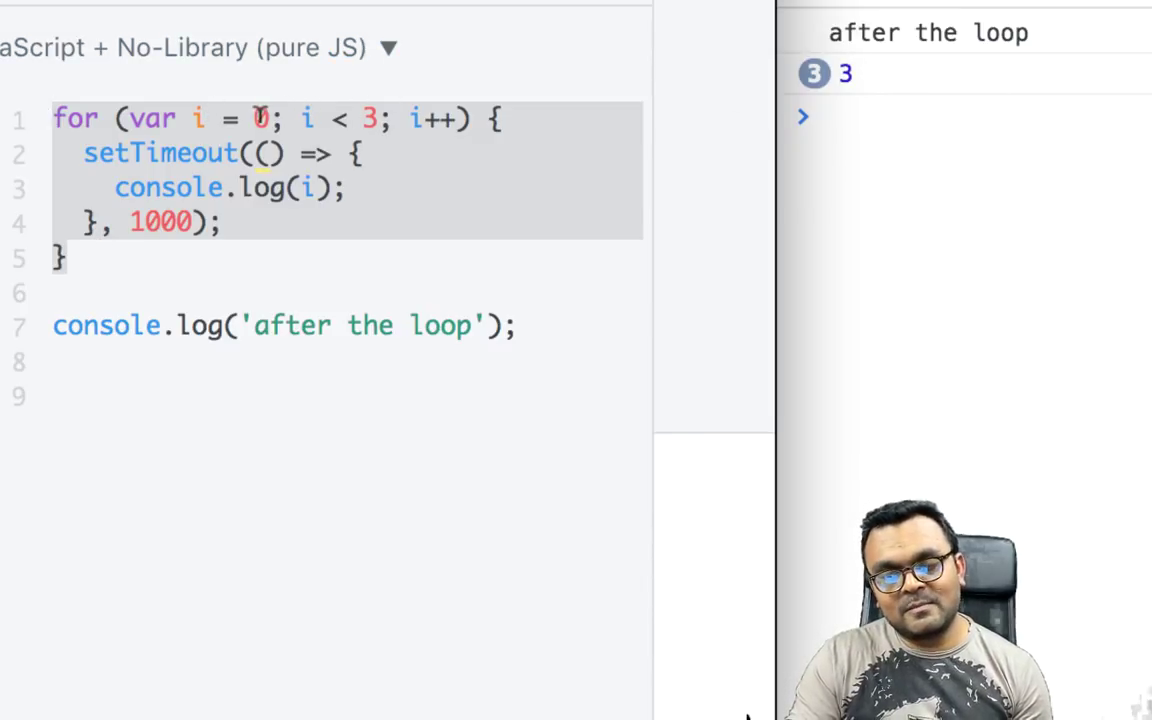 aScript + No-Library (pure JS) ▼
1 for (var i = 0; i < 3; i++) {
2 setTimeout(() => {
3 console.log(i);
4 }, 1000);
5 }
6
7 console.log('after the loop');
8
9
after the loop
3 3
>